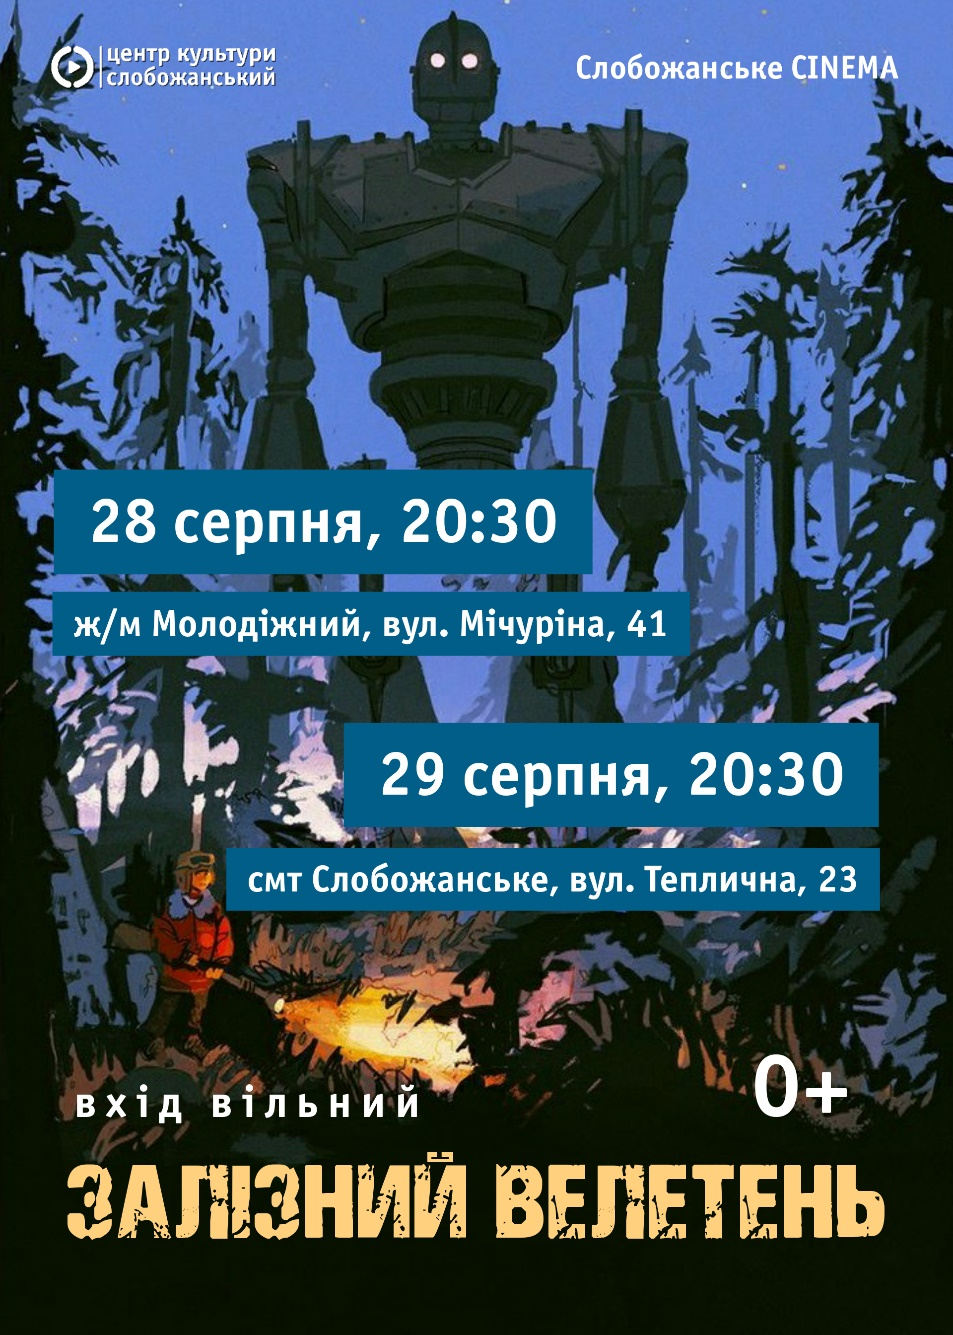 центр культури
слобожанський
Слобожанське CINEMA
28 серпня, 20:30
ж/м Молодіжний, вул. Мічуріна, 41
29 серпня, 20:30
смт Слобожанське, вул. Теплична, 23
0+
вхід вільний
ЗАЛІЗНИЙ ВЕЛЕТЕНЬ